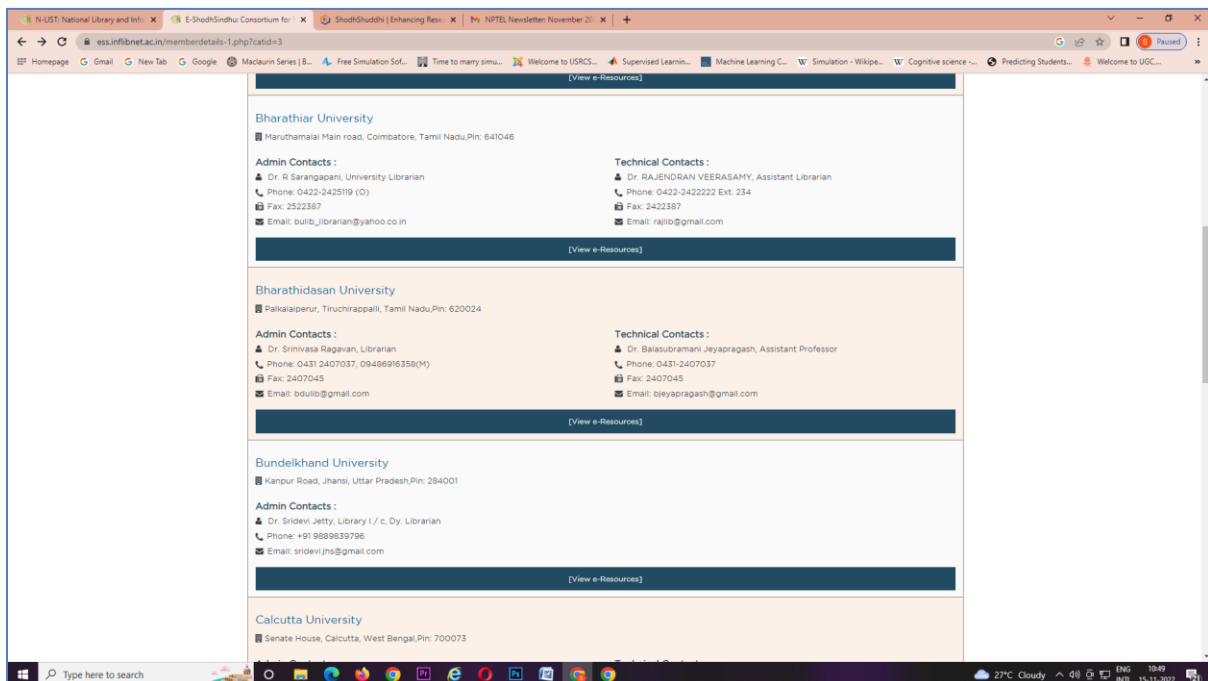 N-LIST: National Library and Info
E-ShodhSindhu: Consortium for
ShodhShuddhi | Enhancing Rese
NPTEL Newsletter: November 20
ess.inflibnet.ac.in/memberdetails-1.php?catid=3
Paused
Homepage
Gmail
New Tab
Google
Maclaurin Series | B...
Free Simulation Sof...
Time to marry simu...
Welcome to USRCS...
Supervised Learnin...
Machine Learning C...
Simulation - Wikipe...
Cognitive science -...
Predicting Students...
Welcome to UGC,...
[View e-Resources]
Bharathiar University
Maruthamalai Main road, Coimbatore, Tamil Nadu,Pin: 641046
Admin Contacts :
Dr. R Sarangapani, University Librarian
Phone: 0422-2425119 (O)
Fax: 2522387
Email: bulib_librarian@yahoo.co.in
Technical Contacts :
Dr. RAJENDRAN VEERASAMY, Assistant Librarian
Phone: 0422-2422222 Ext. 234
Fax: 2422387
Email: rajlib@gmail.com
[View e-Resources]
Bharathidasan University
Palkalaiperur, Tiruchirappalli, Tamil Nadu,Pin: 620024
Admin Contacts :
Dr. Srinivasa Ragavan, Librarian
Phone: 0431 2407037, 09486916358(M)
Fax: 2407045
Email: bdulib@gmail.com
Technical Contacts :
Dr. Balasubramani Jeyapragash, Assistant Professor
Phone: 0431-2407037
Fax: 2407045
Email: bjeyapragash@gmail.com
[View e-Resources]
Bundelkhand University
Kanpur Road, Jhansi, Uttar Pradesh,Pin: 284001
Admin Contacts :
Dr. Sridevi Jetty, Library I / c, Dy. Librarian
Phone: +91 9889839796
Email: sridevi.jhs@gmail.com
[View e-Resources]
Calcutta University
Senate House, Calcutta, West Bengal,Pin: 700073
Type here to search
27°C Cloudy
ENG
INTL
10:49
15-11-2022